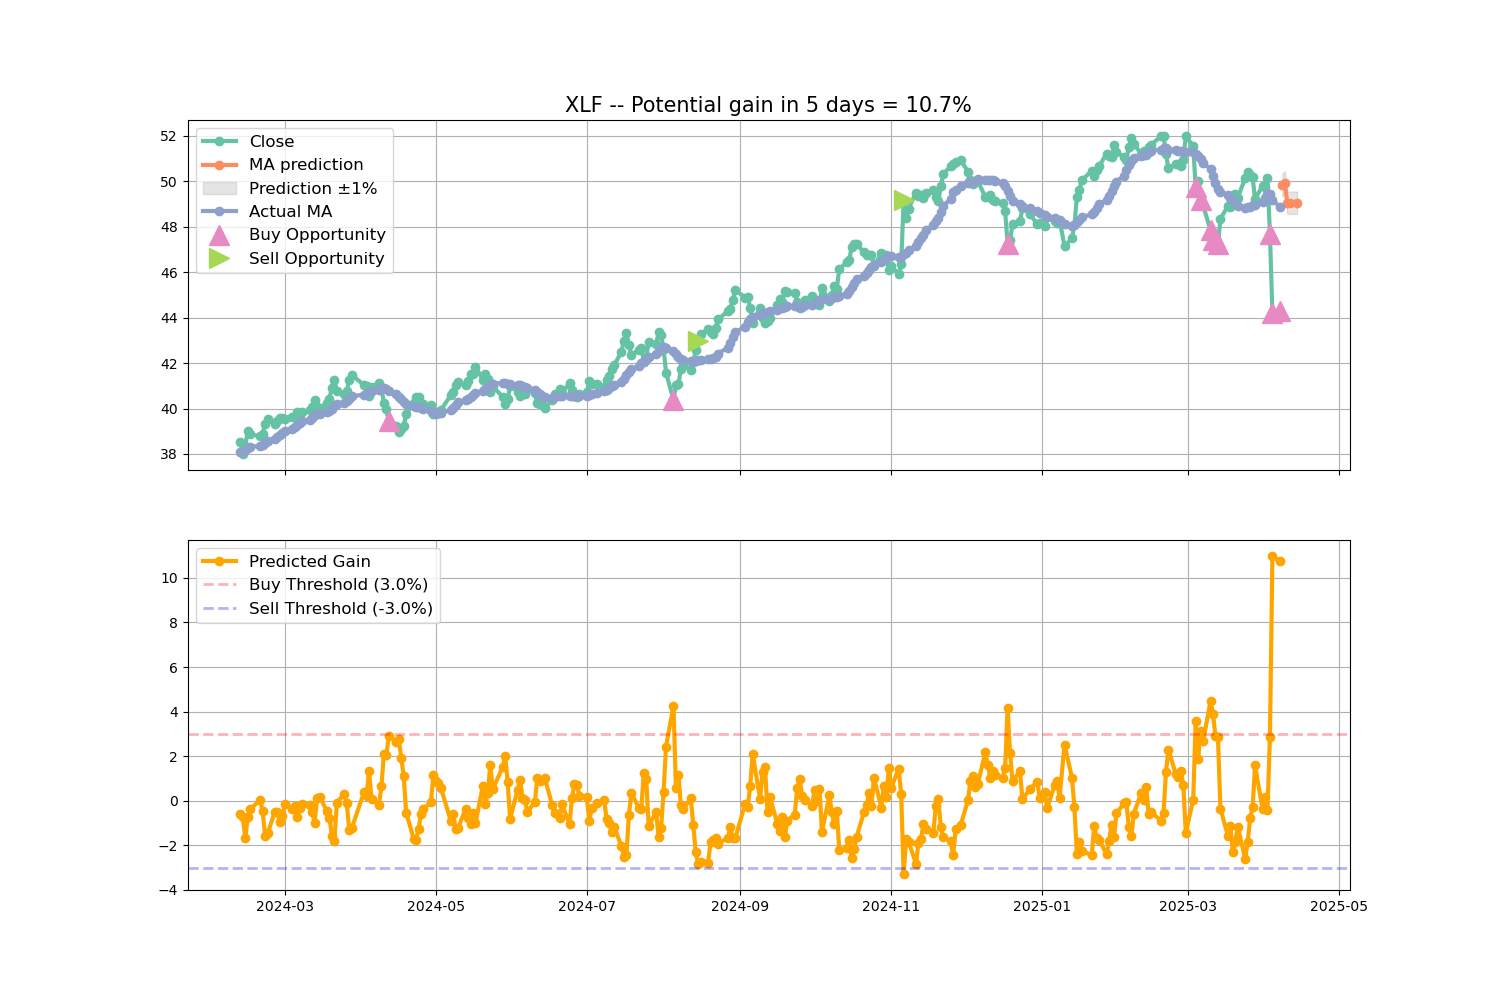 XLF -- Potential gain in 5 days = 10.7%
52
50
48
46
44
42
40
38
Close
MA prediction
Prediction ±1%
Actual MA
Buy Opportunity
Sell Opportunity
10
8
6
4
2
0
−2
−4
Predicted Gain
Buy Threshold (3.0%)
Sell Threshold (-3.0%)
2024-03 2024-05 2024-07 2024-09 2024-11 2025-01 2025-03 2025-05